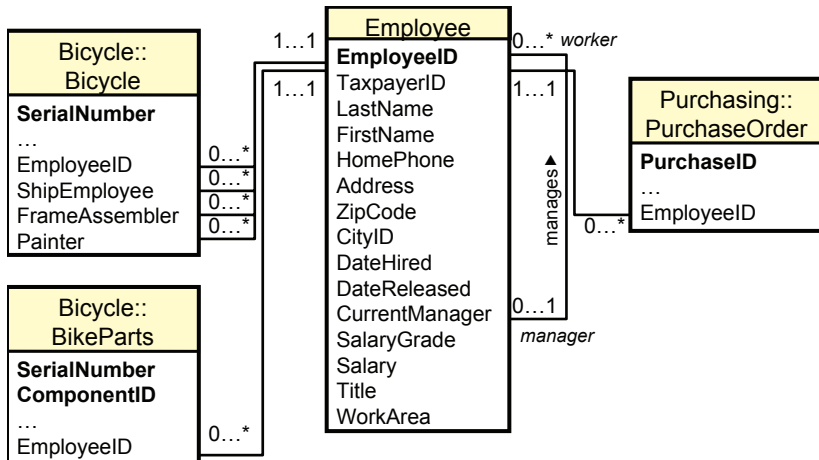 Bicycle::
Bicycle
SerialNumber
…
EmployeeID
ShipEmployee
FrameAssembler
Painter
0…*
0…*
0…*
0…*
Bicycle::
BikeParts
SerialNumber
ComponentID
…
EmployeeID
0…*
1…1
1…1
Employee
EmployeeID
TaxpayerID
LastName
FirstName
HomePhone
Address
ZipCode
CityID
DateHired
DateReleased
CurrentManager
SalaryGrade
Salary
Title
WorkArea
0…* worker
1…1
manages▶
0…1
manager
0…*
Purchasing::
PurchaseOrder
PurchaseID
…
EmployeeID